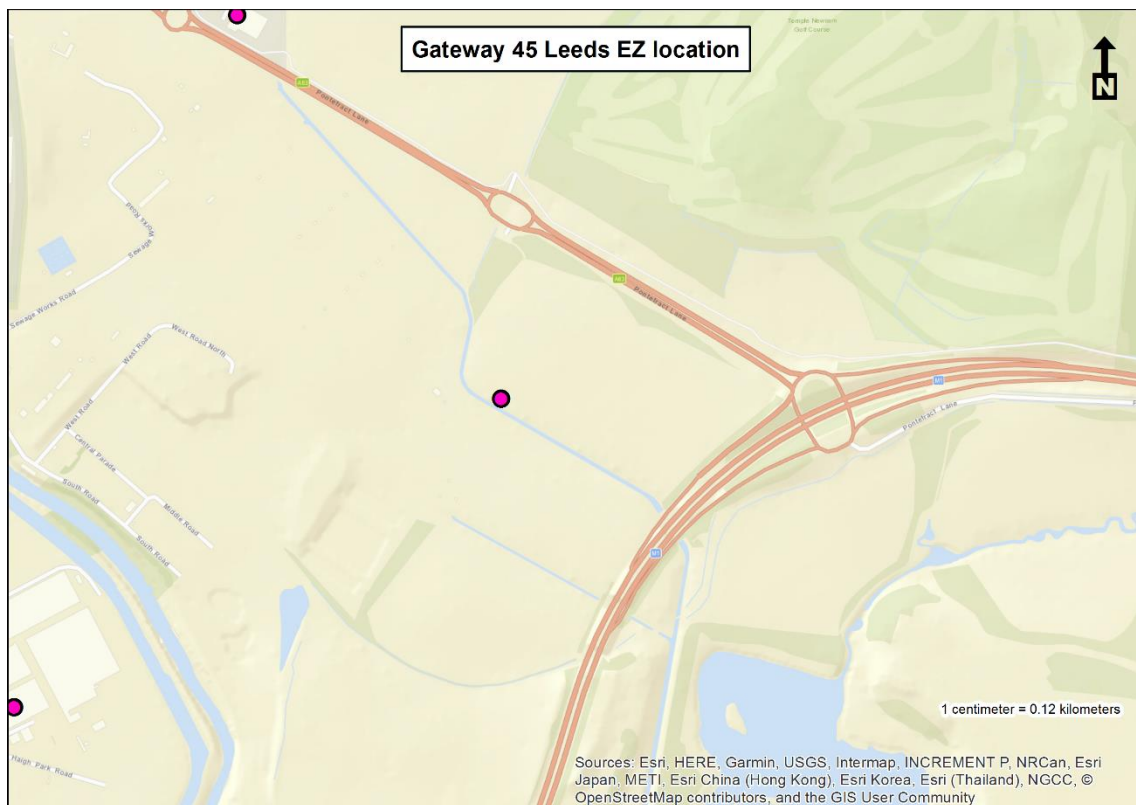 Gateway 45 Leeds EZ location
Temple Newsam
Golf Course
N
A63
Pontefract Lane
Works Road
Sewage
A63
Pontefract Lane
Sewage Works Road
West Road North
West Road
M1
Pontefract Lane
West Road
Central Parade
South Road
Middle Road
South Road
M1
1 centimeter = 0.12 kilometers
Haigh Park Road
Sources: Esri, HERE, Garmin, USGS, Intermap, INCREMENT P, NRCan, Esri
Japan, METI, Esri China (Hong Kong), Esri Korea, Esri (Thailand), NGCC, ©
OpenStreetMap contributors, and the GIS User Community